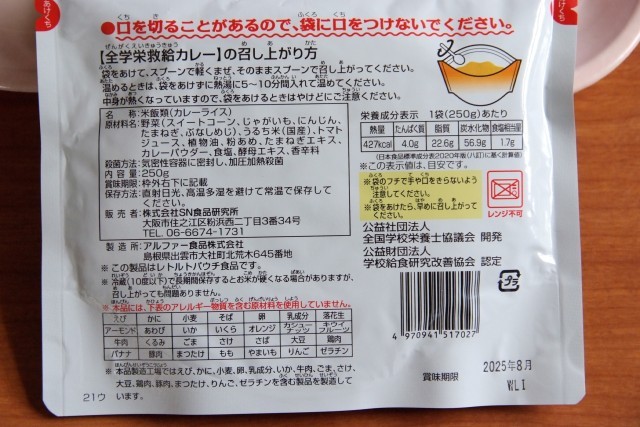 あけくち
●口を切ることがあるので、袋に口をつけないでください。
あけくち
【全学栄救給カレー】の召し上がり方
袋をあけて、スプーンで軽くまぜ、そのままスプーンで召し上がってください。
温めるときは、袋をあけずに熱湯に5〜10分間入れて温めてください。
中身が熱くなっていますので、袋をあけるときはやけどにご注意ください。
名称:米飯類(カレーライス)
原材料名:野菜(スイートコーン、じゃがいも、にんじん、
たまねぎ、ぶなしめじ)、うるち米(国産)、トマト
ジュース、植物油、粉あめ、たまねぎエキス、
カレーパウダー、食塩、酵母エキス、香辛料
殺菌方法:気密性容器に密封し、加圧加熱殺菌
内容量:250g
賞味期限:枠外右下に記載
保存方法:直射日光、高温多湿を避けて常温で保存して
ください。
販売者:株式会社SN食品研究所
大阪市住之江区粉浜西二丁目3番34号
TEL 06-6674-1731
製造所:アルファー食品株式会社
島根県出雲市大社町北荒木645番地
※この製品はレトルトパウチ食品です。
※冷蔵(10度以下)で長期間保存するとお米が硬くなる場合がありますが、
召し上がっても問題ありません。
※本品には、下表のアレルギー物質を含む原材料を使用していません。
えび かに 小麦 そば 卵 乳成分 落花生
アーモンド あわび いか いくら オレンジ カシューナッツ キウイフルーツ
牛肉 くるみ ごま さけ さば 大豆 鶏肉
バナナ 豚肉 まつたけ もも やまいも りんご ゼラチン
※本品製造工場ではえび、かに、小麦、卵、乳成分、いか、牛肉、ごま、さけ、
大豆、鶏肉、豚肉、まつたけ、りんご、ゼラチンを含む製品を製造して
21ウ います。
栄養成分表示 1袋(250g)あたり
熱量 たんぱく質 脂質 炭水化物 食塩相当量
427kcal 4.0g 22.6g 56.9g 1.7g
(日本食品標準成分表2020年版(八訂)に基く計算値)
※この表示値は、目安です。
※袋のフチで手や口をきらないよう
注意してください。
※袋をあけたら、早めに召し上がって
ください。
レンジ不可
公益社団法人
全国学校栄養士協議会 開発
公益財団法人
学校給食研究改善協会 認定
プラ
4970941517027
2025年8月
賞味期限
WL I